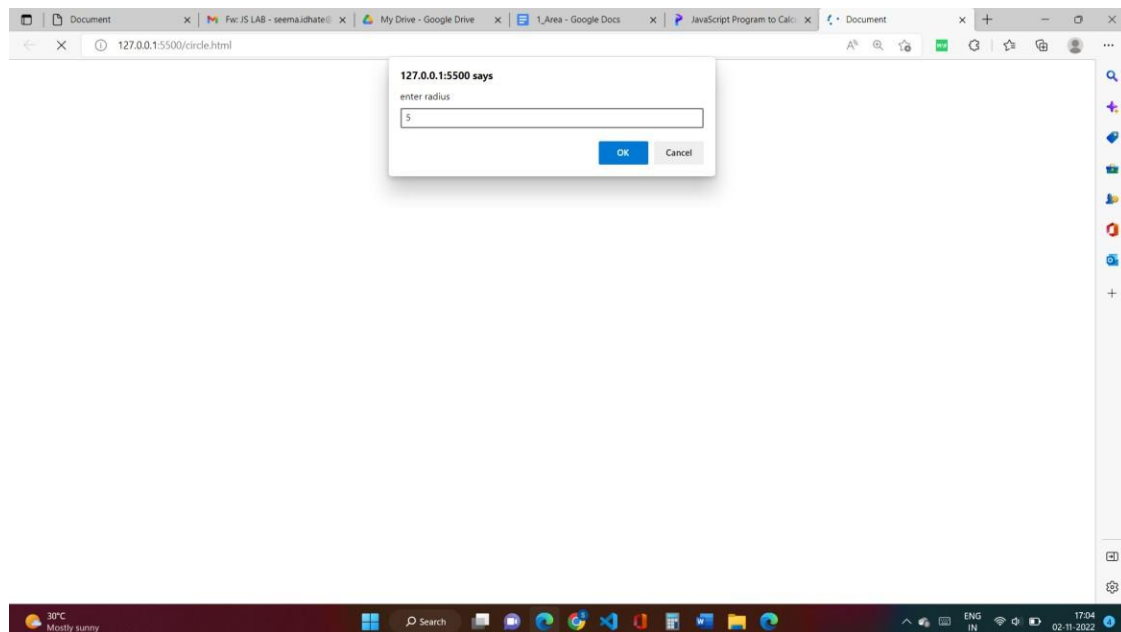 Document
Fw: JS LAB - seema.idhate@
My Drive - Google Drive
1_Area - Google Docs
JavaScript Program to Calc
Document
127.0.0.1:5500/circle.html
127.0.0.1:5500 says
enter radius
5
OK
Cancel
30°C
Mostly sunny
Search
ENG
IN
17:04
02-11-2022
4